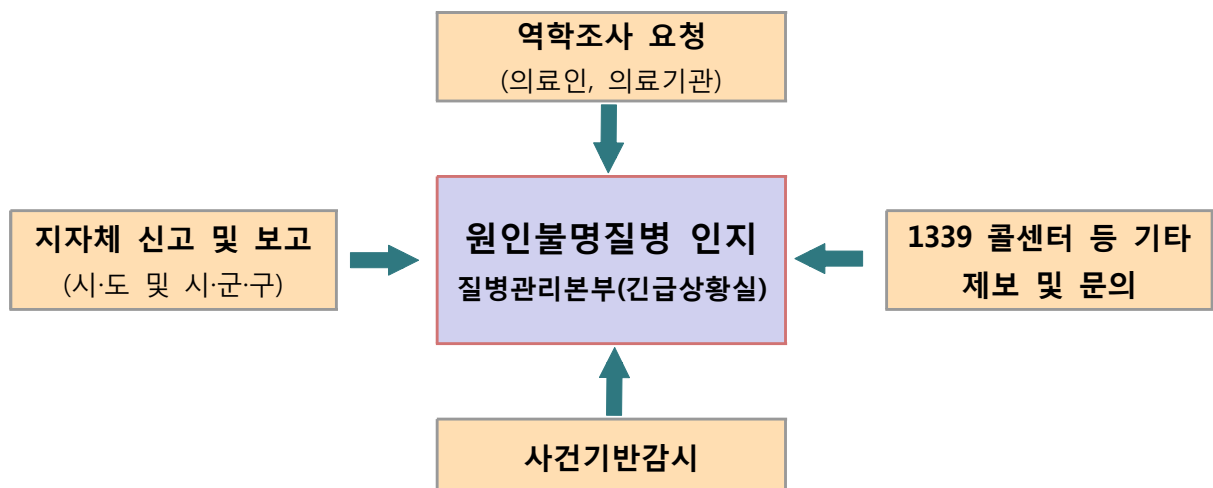 역학조사 요청
(의료인, 의료기관)
지자체 신고 및 보고
(시·도 및 시·군·구)
원인불명질병 인지
질병관리본부(긴급상황실)
1339 콜센터 등 기타
제보 및 문의
사건기반감시